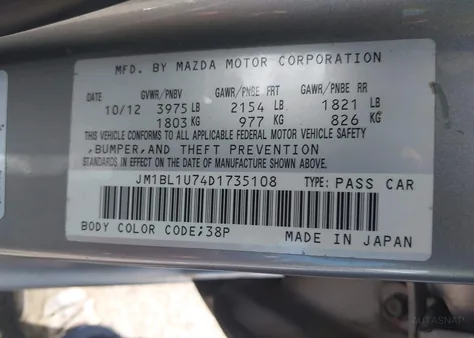 MFD. BY MAZDA MOTOR CORPORATION
DATE GVWR/PNBV GAWR/PNBE FRT GAWR/PNBE RR
10/12 3975 LB 2154 LB 1821 LB
1803 KG 977 KG 826 KG
THIS VEHICLE CONFORMS TO ALL APPLICABLE FEDERAL MOTOR VEHICLE SAFETY
,BUMPER,AND THEFT PREVENTION
STANDARDS IN EFFECT ON THE DATE OF MANUFACTURE SHOWN ABOVE.
JM1BL1U74D1735108 TYPE: PASS CAR
BODY COLOR CODE;38P MADE IN JAPAN
AUTASNAP